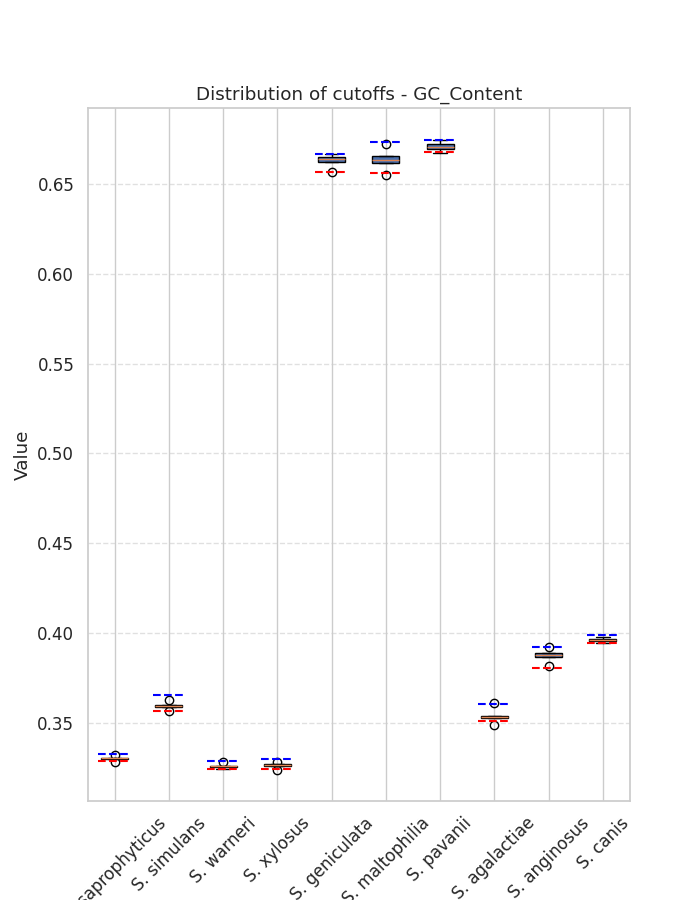 Distribution of cutoffs - GC_Content
Value
0.65
0.60
0.55
0.50
0.45
0.40
0.35
saprophyticus
S. simulans
S. warneri
S. xylosus
S. geniculata
S. maltophilia
S. pavanii
S. agalactiae
S. anginosus
S. canis